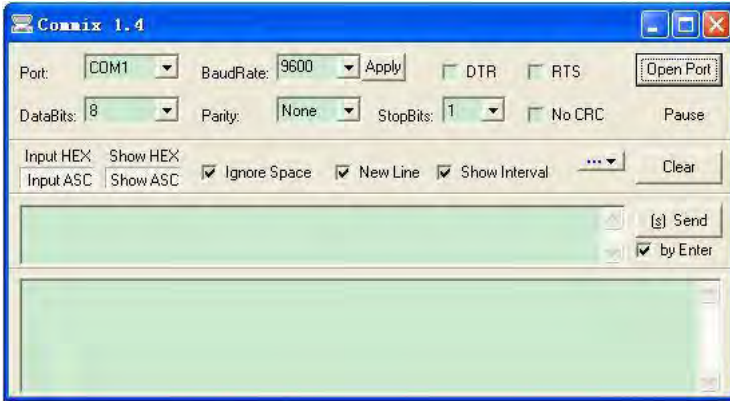 Commix 1.4
Port: COM1 BaudRate: 9600 Apply DTR RTS Open Port
DataBits: 8 Parity: None StopBits: 1 No CRC Pause
Input HEX Show HEX
Input ASC Show ASC Ignore Space New Line Show Interval ... Clear
(s) Send
by Enter